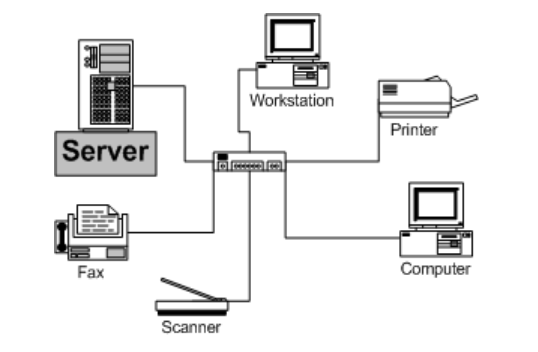 Workstation
Printer
Server
Computer
Fax
Scanner